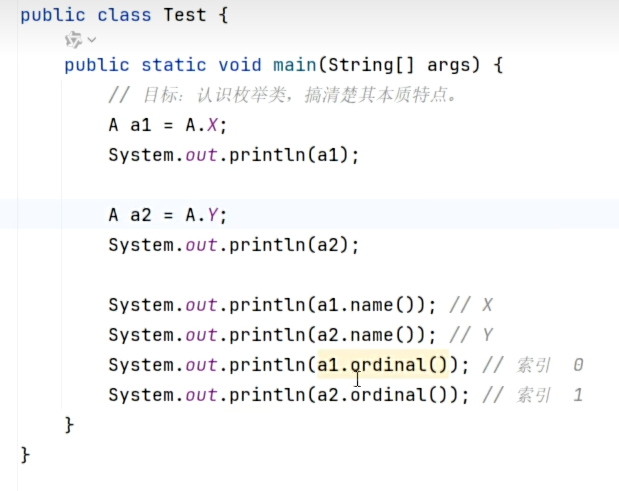 public class Test {
public static void main(String[] args) {
// 目标：认识枚举类，搞清楚其本质特点。
A a1 = A.X;
System.out.println(a1);
A a2 = A.Y;
System.out.println(a2);
System.out.println(a1.name()); // X
System.out.println(a2.name()); // Y
System.out.println(a1.ordinal()); // 索引  0
System.out.println(a2.ordinal()); // 索引  1
}
}